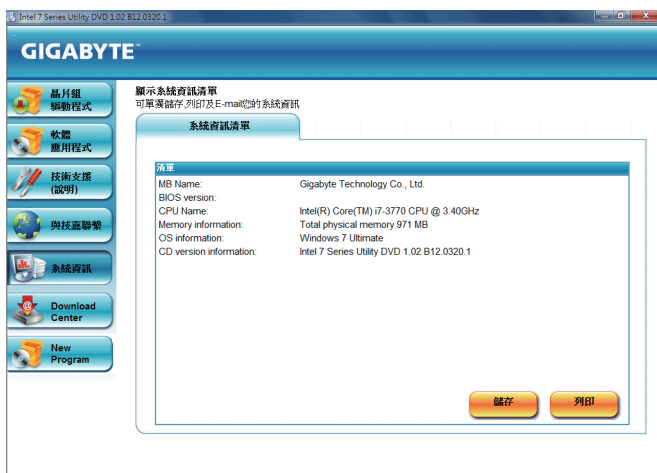 Intel 7 Series Utility DVD 1.02 B12.0320.1
GIGABYTE™
晶片組
驅動程式
軟體
應用程式
技術支援
(說明)
與技嘉聯繫
系統資訊
Download
Center
New
Program
顯示系統資訊清單
可單獨儲存,列印及E-mail您的系統資訊
系統資訊清單
清單
MB Name: Gigabyte Technology Co., Ltd.
BIOS version:
CPU Name: Intel(R) Core(TM) i7-3770 CPU @ 3.40GHz
Memory information: Total physical memory 971 MB
OS information: Windows 7 Ultimate
CD version information: Intel 7 Series Utility DVD 1.02 B12.0320.1
儲存 列印